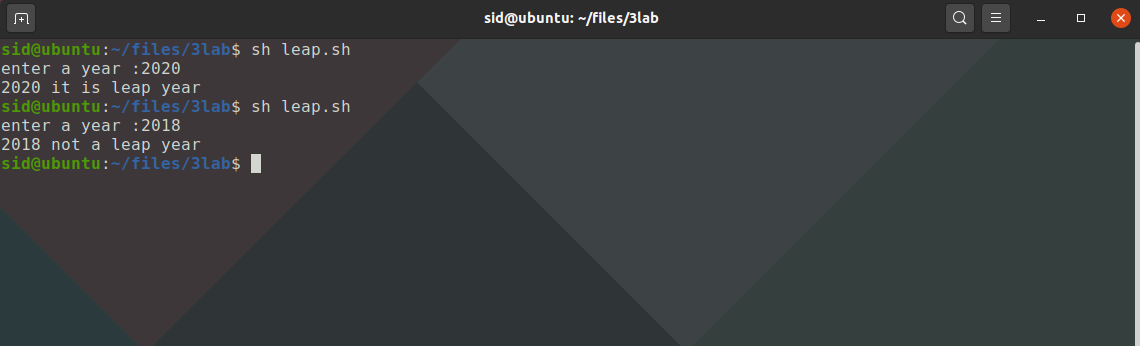 sid@ubuntu: ~/files/3lab
sid@ubuntu:~/files/3lab$ sh leap.sh
enter a year :2020
2020 it is leap year
sid@ubuntu:~/files/3lab$ sh leap.sh
enter a year :2018
2018 not a leap year
sid@ubuntu:~/files/3lab$